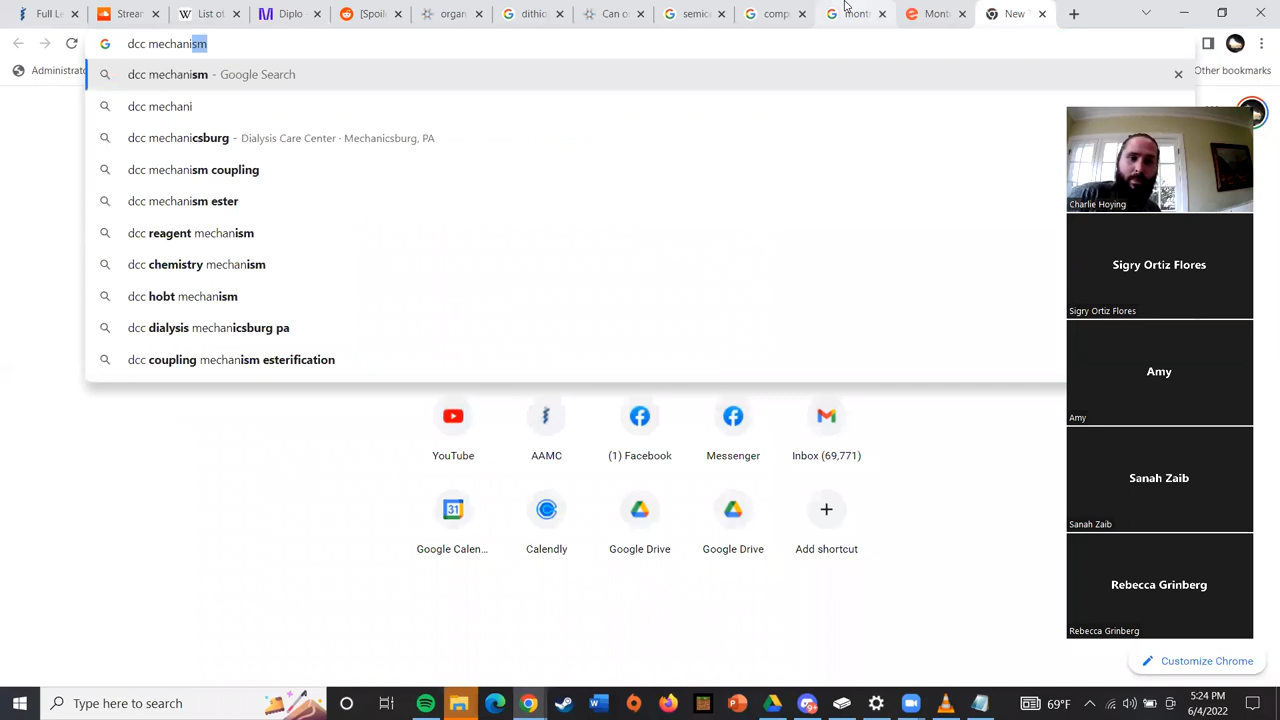 Full Le
Stream
List of
Diplo
[Spoil
organ
dithio
Can o
semic
comp
mont
Mont
New T
dcc mechanism
Administrat
Other bookmarks
dcc mechanism - Google Search
dcc mechani
dcc mechanicsburg - Dialysis Care Center · Mechanicsburg, PA
dcc mechanism coupling
dcc mechanism ester
dcc reagent mechanism
dcc chemistry mechanism
dcc hobt mechanism
dcc dialysis mechanicsburg pa
dcc coupling mechanism esterification
Charlie Hoying
Sigry Ortiz Flores
Sigry Ortiz Flores
Amy
Amy
Sanah Zaib
Sanah Zaib
Rebecca Grinberg
Rebecca Grinberg
YouTube
AAMC
(1) Facebook
Messenger
Inbox (69,771)
31
Google Calen...
Calendly
Google Drive
Google Drive
Add shortcut
Customize Chrome
Type here to search
69°F
5:24 PM
6/4/2022